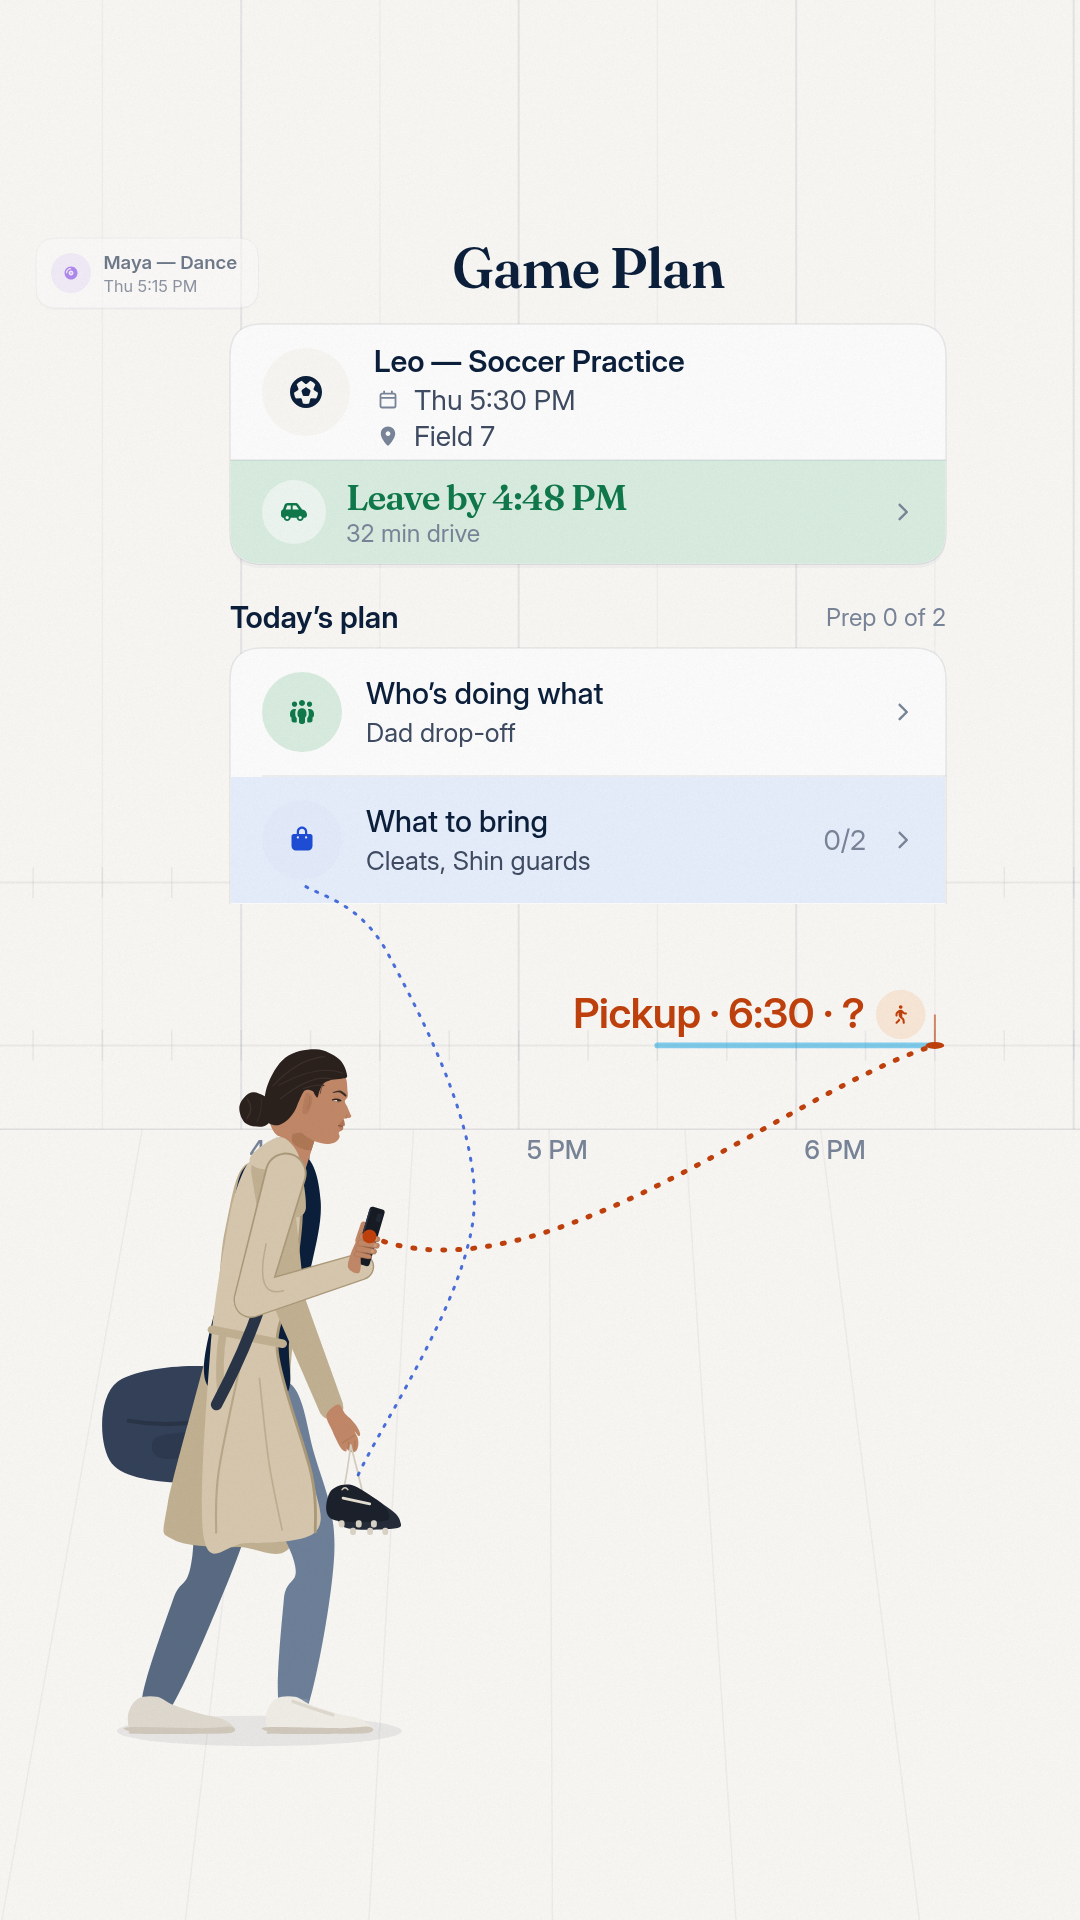 Game Plan
Maya — Dance
Thu 5:15 PM
Leo — Soccer Practice
Thu 5:30 PM
Field 7
Leave by 4:48 PM
32 min drive
Today’s plan
Prep 0 of 2
Who’s doing what
Dad drop-off
What to bring
Cleats, Shin guards
0/2
Pickup · 6:30 · ?
4
5 PM
6 PM